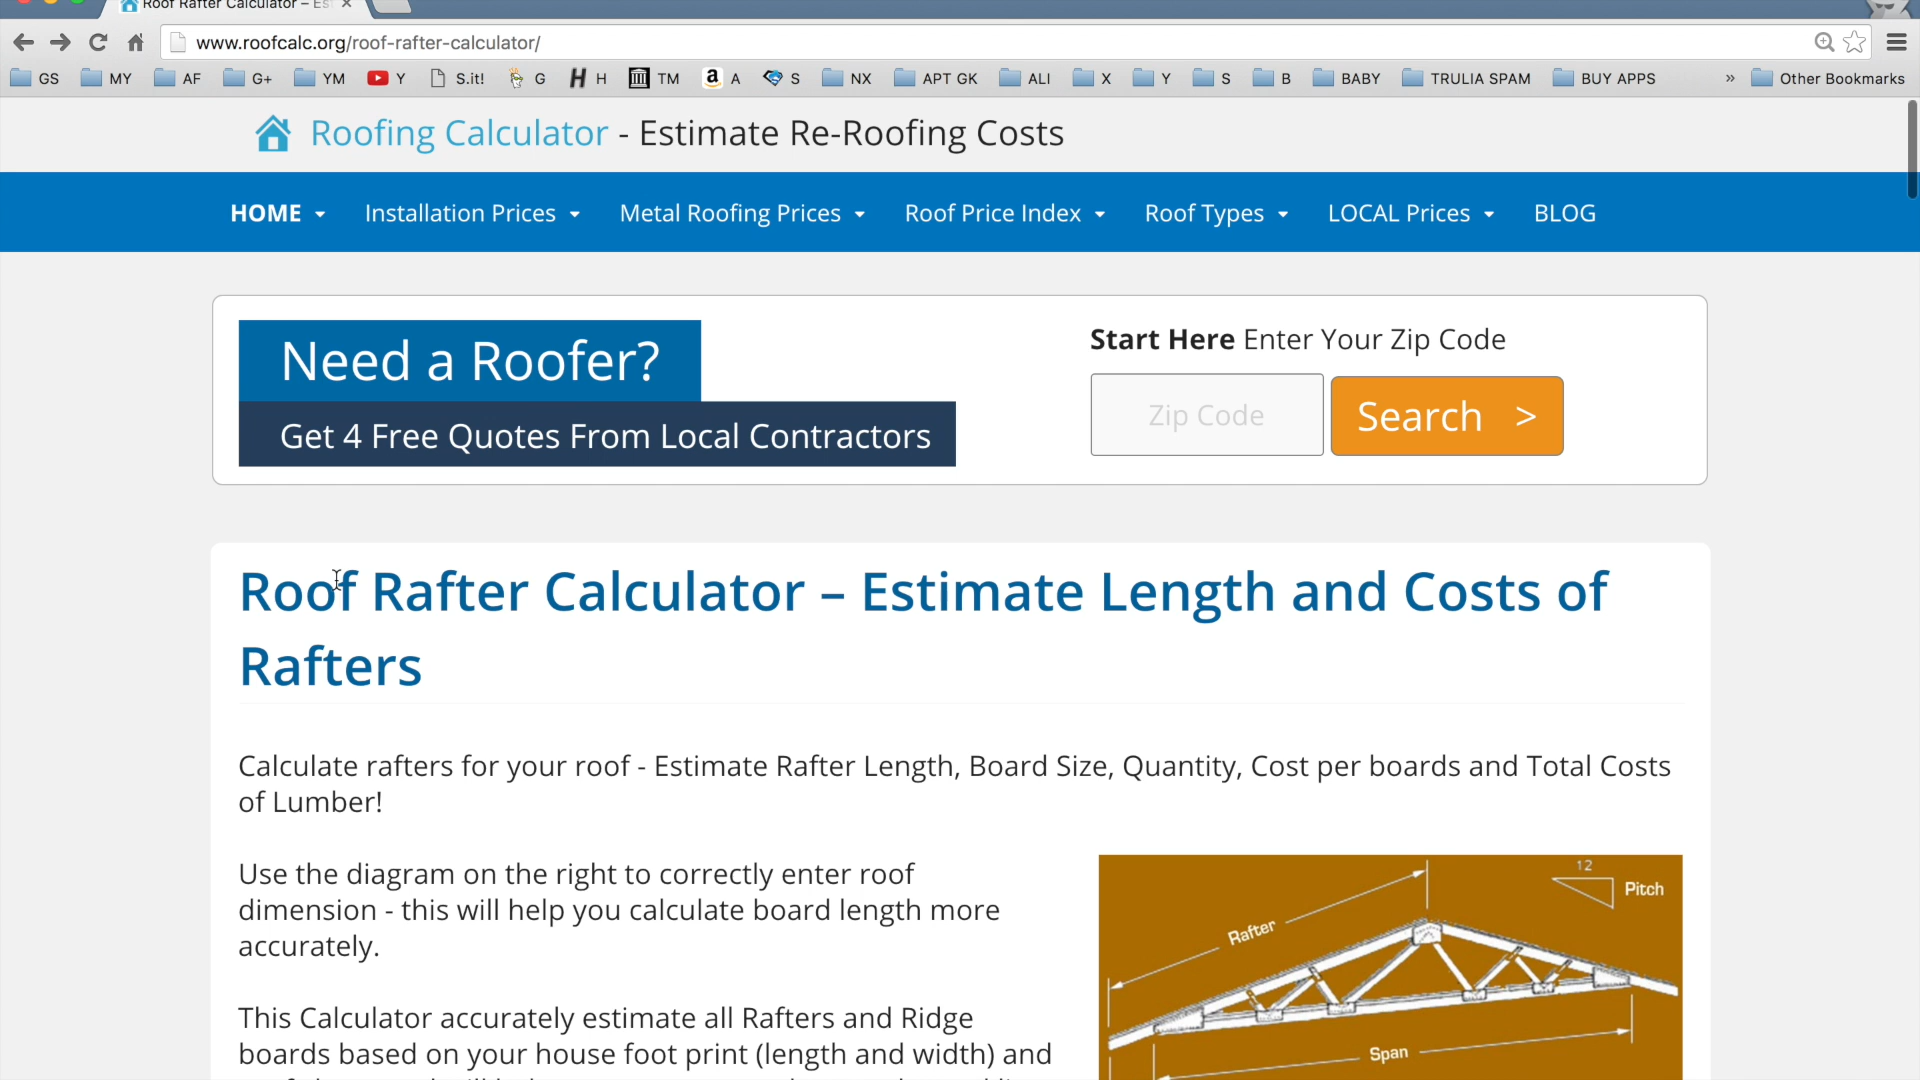 Roof Rafter Calculator – Es
www.roofcalc.org/roof-rafter-calculator/
GS MY AF G+ YM Y S.it! G H H TM a A S NX APT GK ALI X Y S B BABY TRULIA SPAM BUY APPS » Other Bookmarks
Roofing Calculator - Estimate Re-Roofing Costs
HOME Installation Prices Metal Roofing Prices Roof Price Index Roof Types LOCAL Prices BLOG
Need a Roofer?
Get 4 Free Quotes From Local Contractors
Start Here Enter Your Zip Code
Zip Code
Search >
Roof Rafter Calculator – Estimate Length and Costs of
Rafters
Calculate rafters for your roof - Estimate Rafter Length, Board Size, Quantity, Cost per boards and Total Costs
of Lumber!
Use the diagram on the right to correctly enter roof
dimension - this will help you calculate board length more
accurately.
This Calculator accurately estimate all Rafters and Ridge
boards based on your house foot print (length and width) and
12
Pitch
Rafter
Span